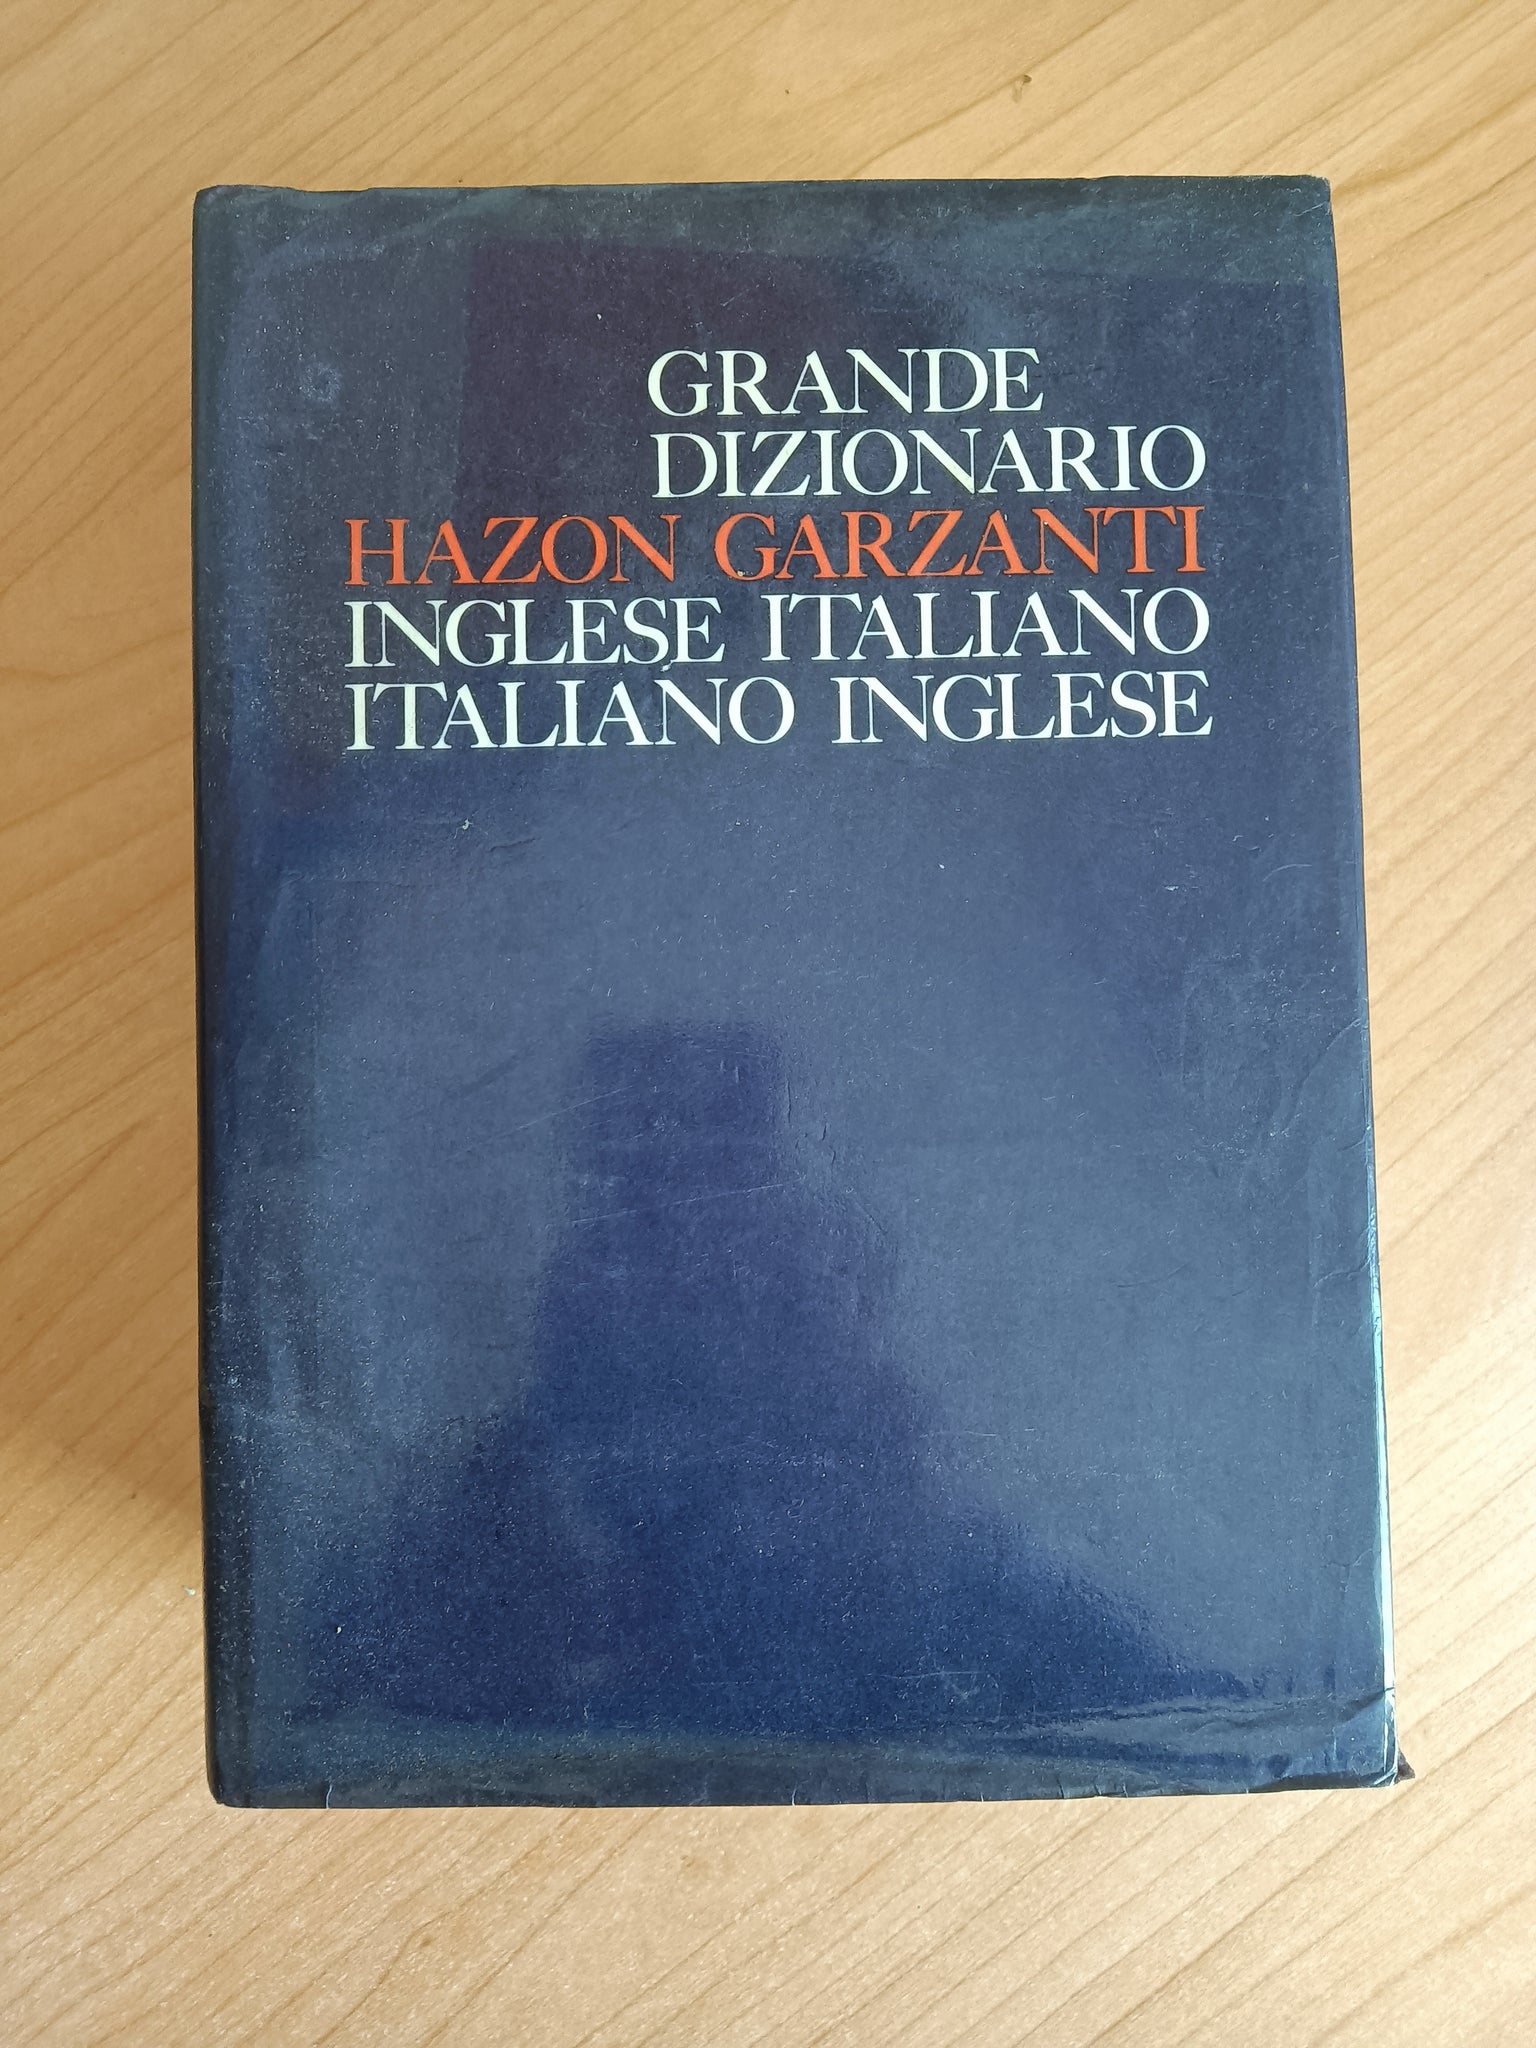 GRANDE
DIZIONARIO
HAZON GARZANTI
INGLESE ITALIANO
ITALIANO INGLESE